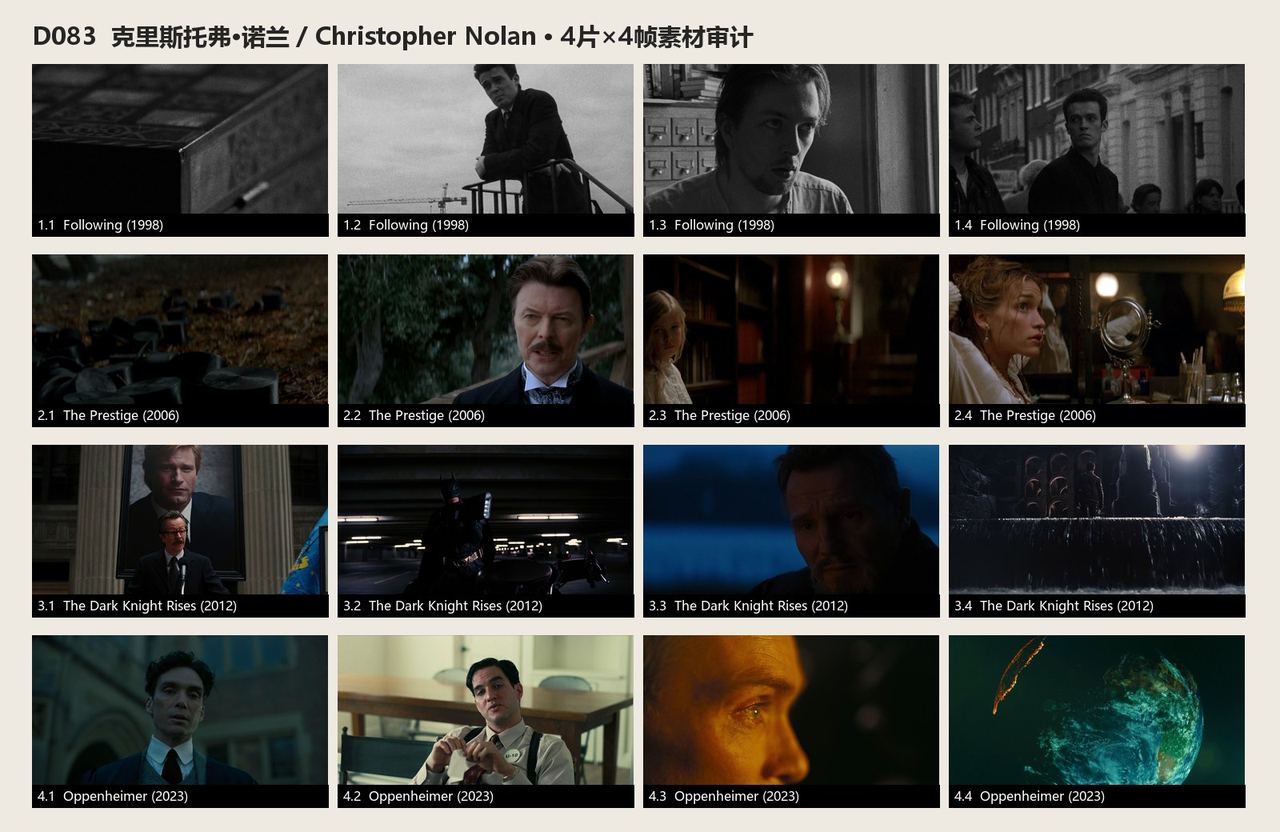 D083 克里斯托弗•诺兰 / Christopher Nolan • 4片×4帧素材审计
1.1 Following (1998)
1.2 Following (1998)
1.3 Following (1998)
1.4 Following (1998)
2.1 The Prestige (2006)
2.2 The Prestige (2006)
2.3 The Prestige (2006)
2.4 The Prestige (2006)
3.1 The Dark Knight Rises (2012)
3.2 The Dark Knight Rises (2012)
3.3 The Dark Knight Rises (2012)
3.4 The Dark Knight Rises (2012)
4.1 Oppenheimer (2023)
4.2 Oppenheimer (2023)
4.3 Oppenheimer (2023)
4.4 Oppenheimer (2023)